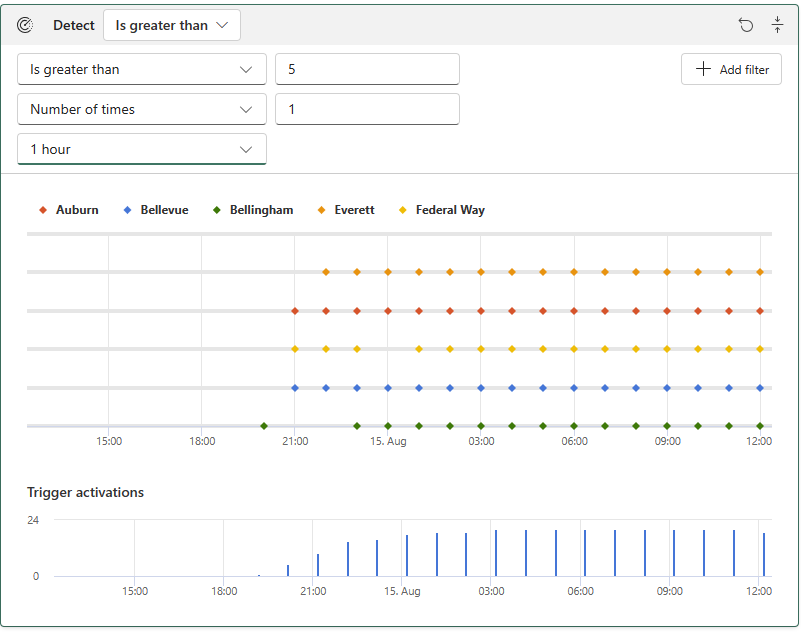 Detect Is greater than
Is greater than 5 Add filter
Number of times 1
1 hour
Auburn Bellevue Bellingham Everett Federal Way
15:00 18:00 21:00 15. Aug 03:00 06:00 09:00 12:00
Trigger activations
24
0
15:00 18:00 21:00 15. Aug 03:00 06:00 09:00 12:00